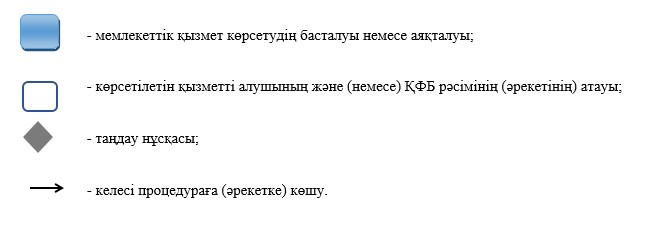 - мемлекеттік қызмет көрсетудің басталуы немесе аяқталуы;
- көрсетілетін қызметті алушының және (немесе) ҚФБ рәсімінің (әрекетінің) атауы;
- таңдау нұсқасы;
- келесі процедураға (әрекетке) көшу.